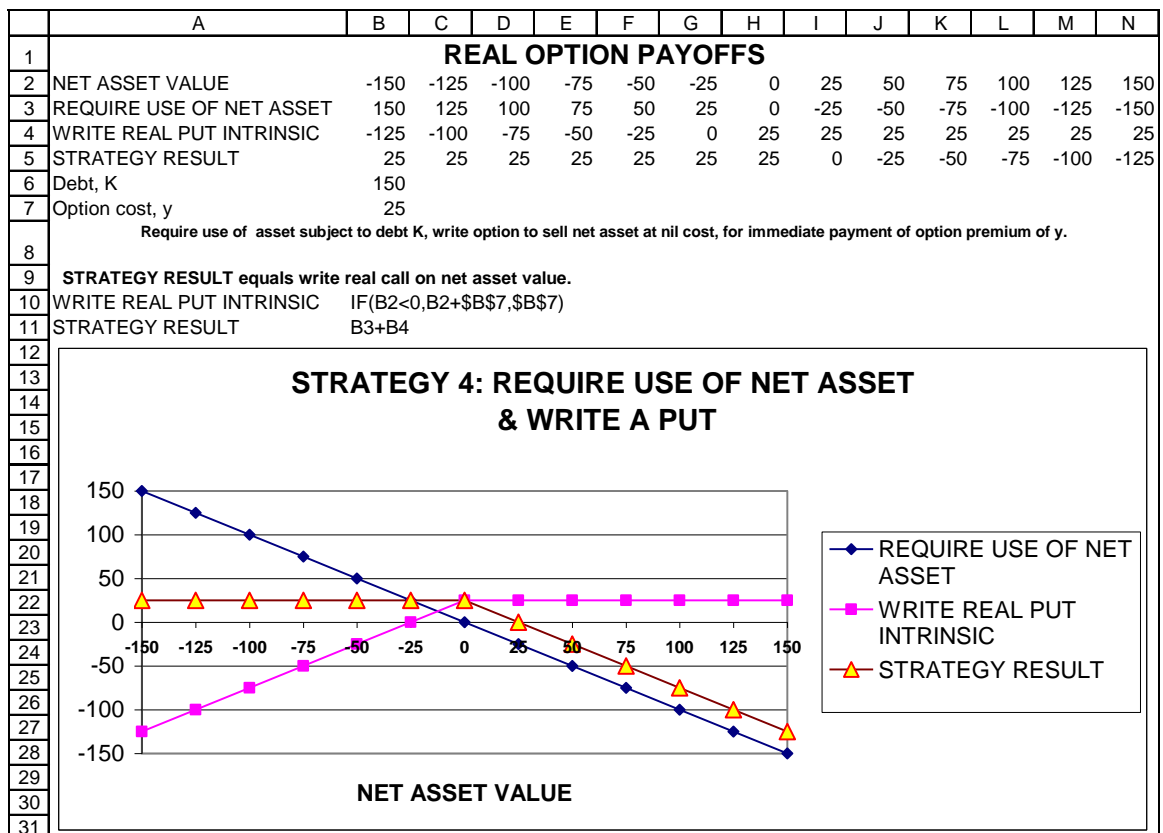 A B C D E F G H I J K L M N
1 REAL OPTION PAYOFFS
2 NET ASSET VALUE -150 -125 -100 -75 -50 -25 0 25 50 75 100 125 150
3 REQUIRE USE OF NET ASSET 150 125 100 75 50 25 0 -25 -50 -75 -100 -125 -150
4 WRITE REAL PUT INTRINSIC -125 -100 -75 -50 -25 0 25 25 25 25 25 25 25
5 STRATEGY RESULT 25 25 25 25 25 25 25 0 -25 -50 -75 -100 -125
6 Debt, K 150
7 Option cost, y 25
8 Require use of asset subject to debt K, write option to sell net asset at nil cost, for immediate payment of option premium of y.
9 STRATEGY RESULT equals write real call on net asset value.
10 WRITE REAL PUT INTRINSIC IF(B2<0,B2+$B$7,$B$7)
11 STRATEGY RESULT B3+B4
12
13
14
15
16
17
18
19
20
21
22
23
24
25
26
27
28
29
30
31
STRATEGY 4: REQUIRE USE OF NET ASSET
& WRITE A PUT
150
100
50
0
-50
-100
-150
-150 -125 -100 -75 -50 -25 0 25 50 75 100 125 150
NET ASSET VALUE
REQUIRE USE OF NET
ASSET
WRITE REAL PUT
INTRINSIC
STRATEGY RESULT